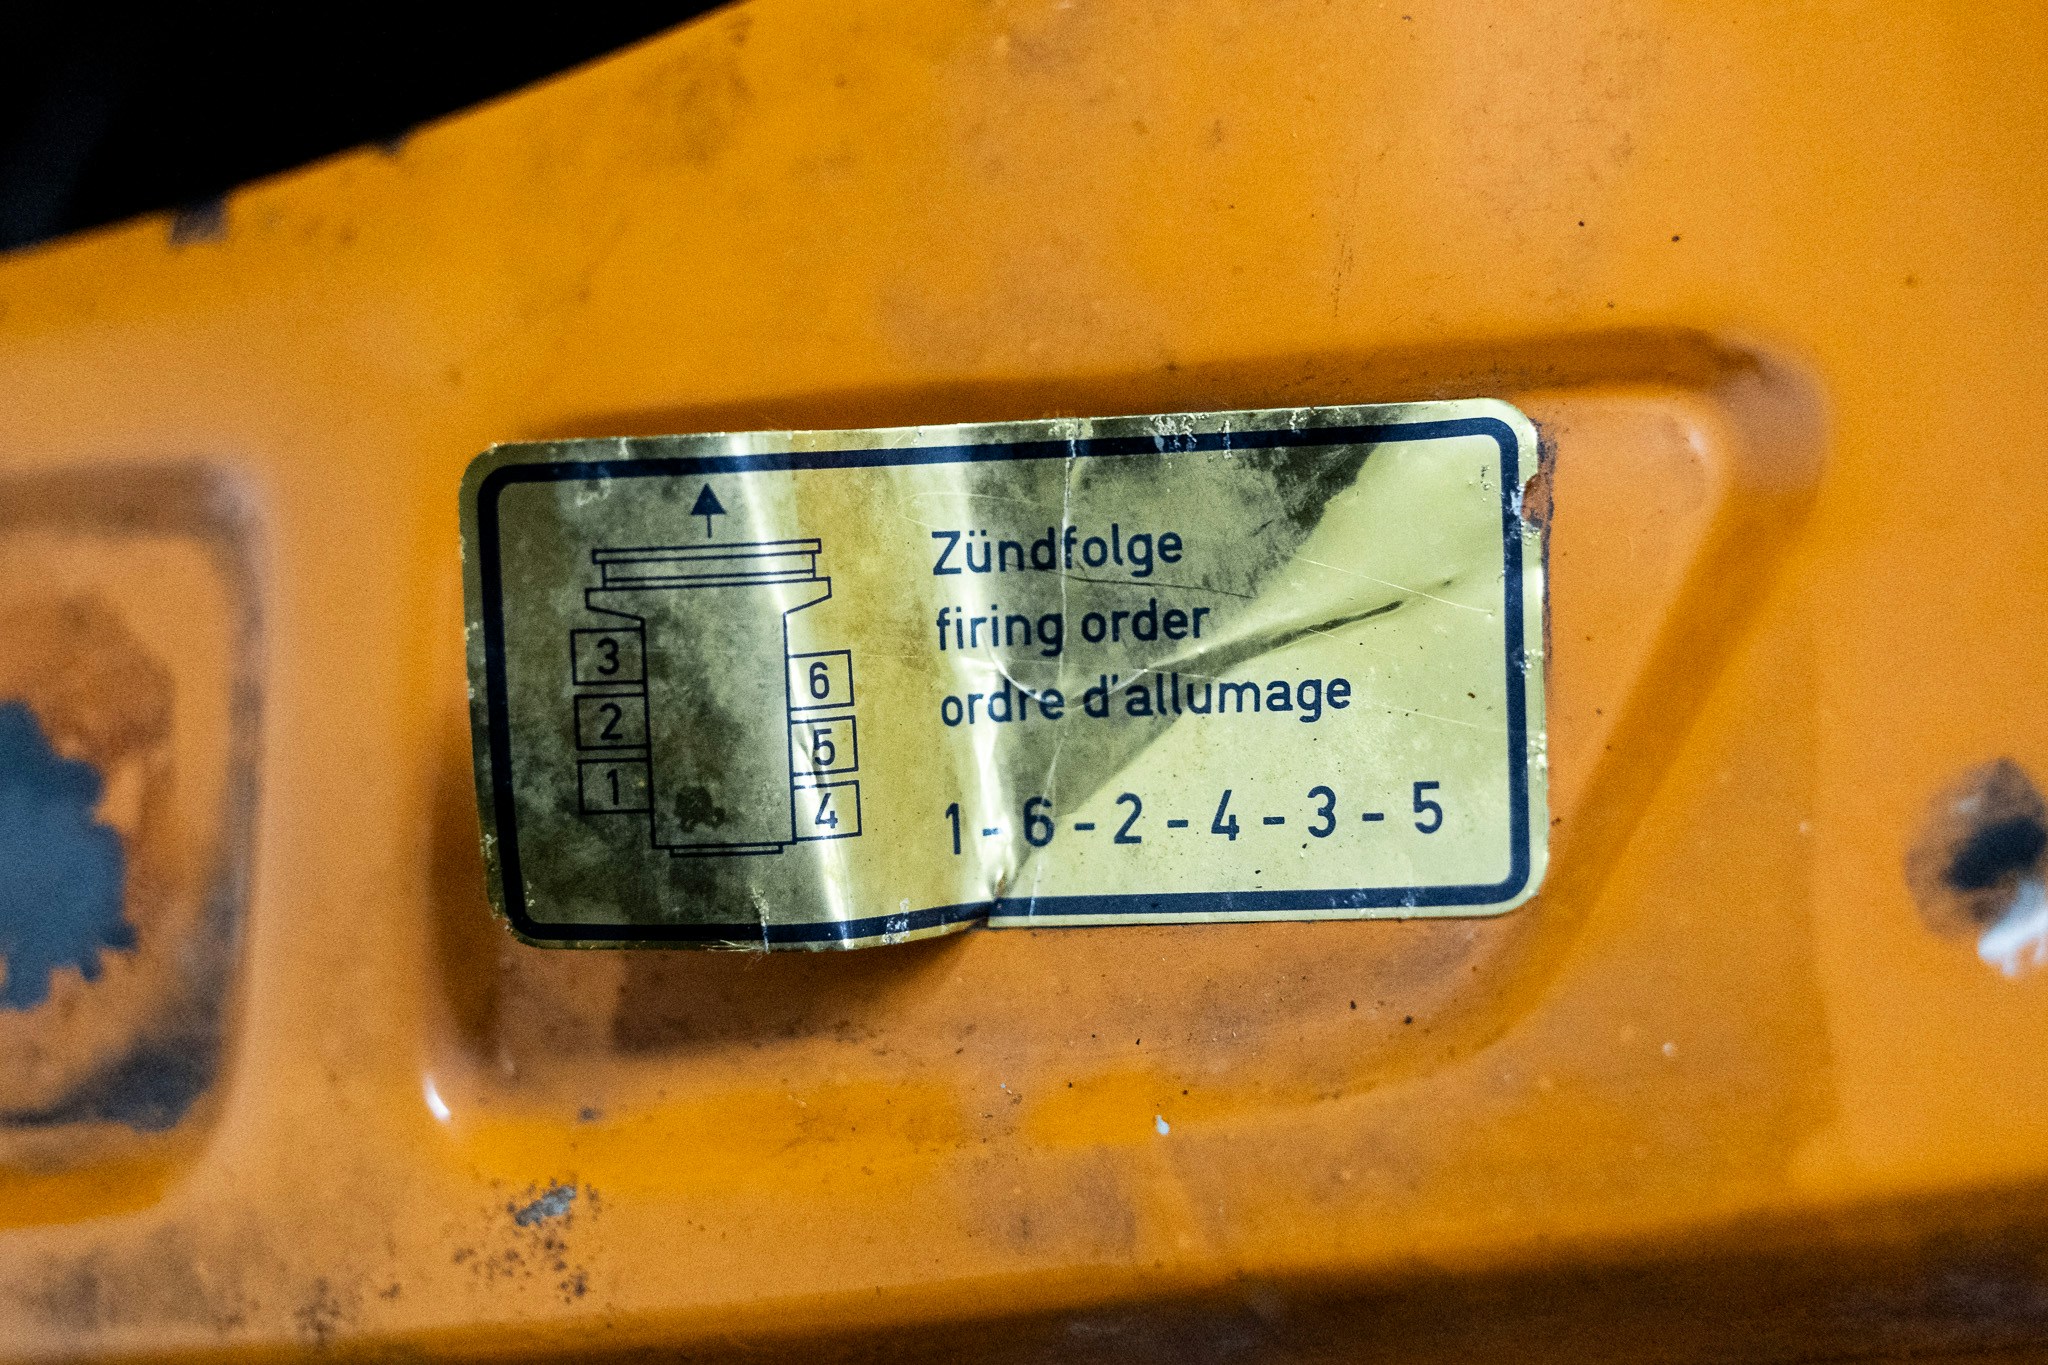 Zündfolge
firing order
ordre d'allumage
1 - 6 - 2 - 4 - 3 - 5
3
2
1
6
5
4